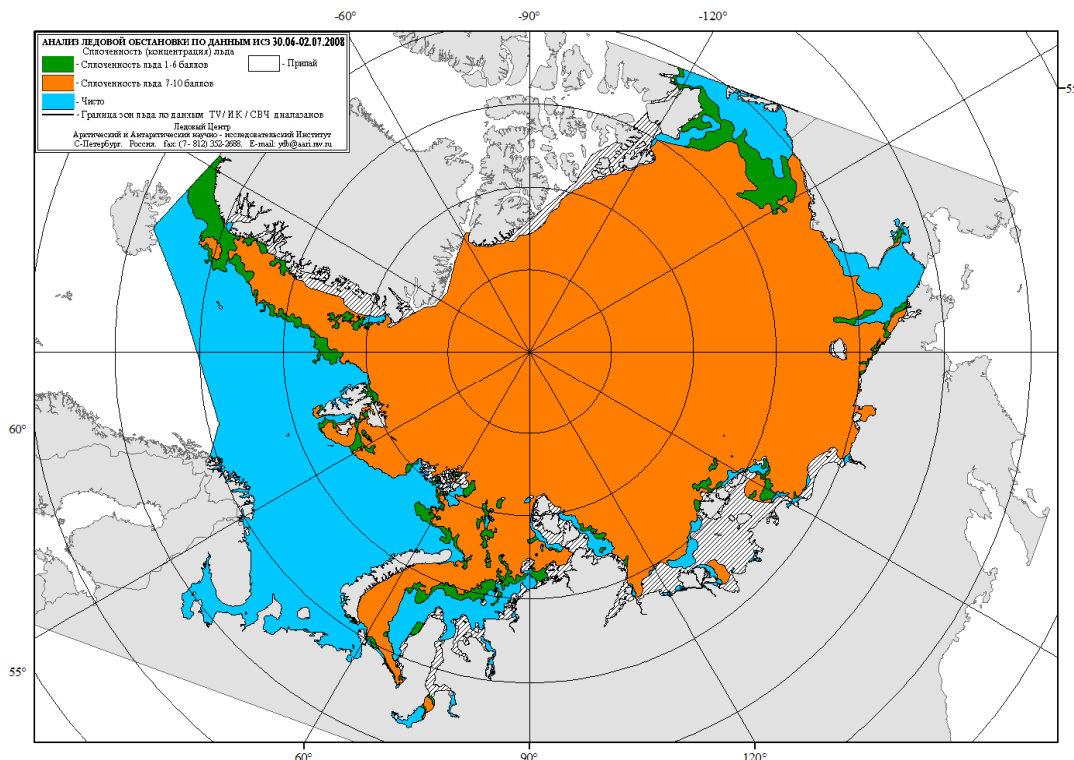 -60° -90° -120°
АНАЛИЗ ЛЕДОВОЙ ОБСТАНОВКИ ПО ДАННЫМ ИСЗ 30.06-02.07.2008
Сплоченность (концентрация) льда
- Сплоченность льда 1-6 баллов - Припай
- Сплоченность льда 7-10 баллов
- Чисто
- Граница зон льда по данным TV / ИК / СВЧ диапазонов
Ледовый Центр
Арктический и Антарктический научно - исследовательский Институт
С-Петербург. Россия. fax: (7- 812) 352-2688. E-mail: ydb@aari.nw.ru
60°
55°
60° 90° 120°